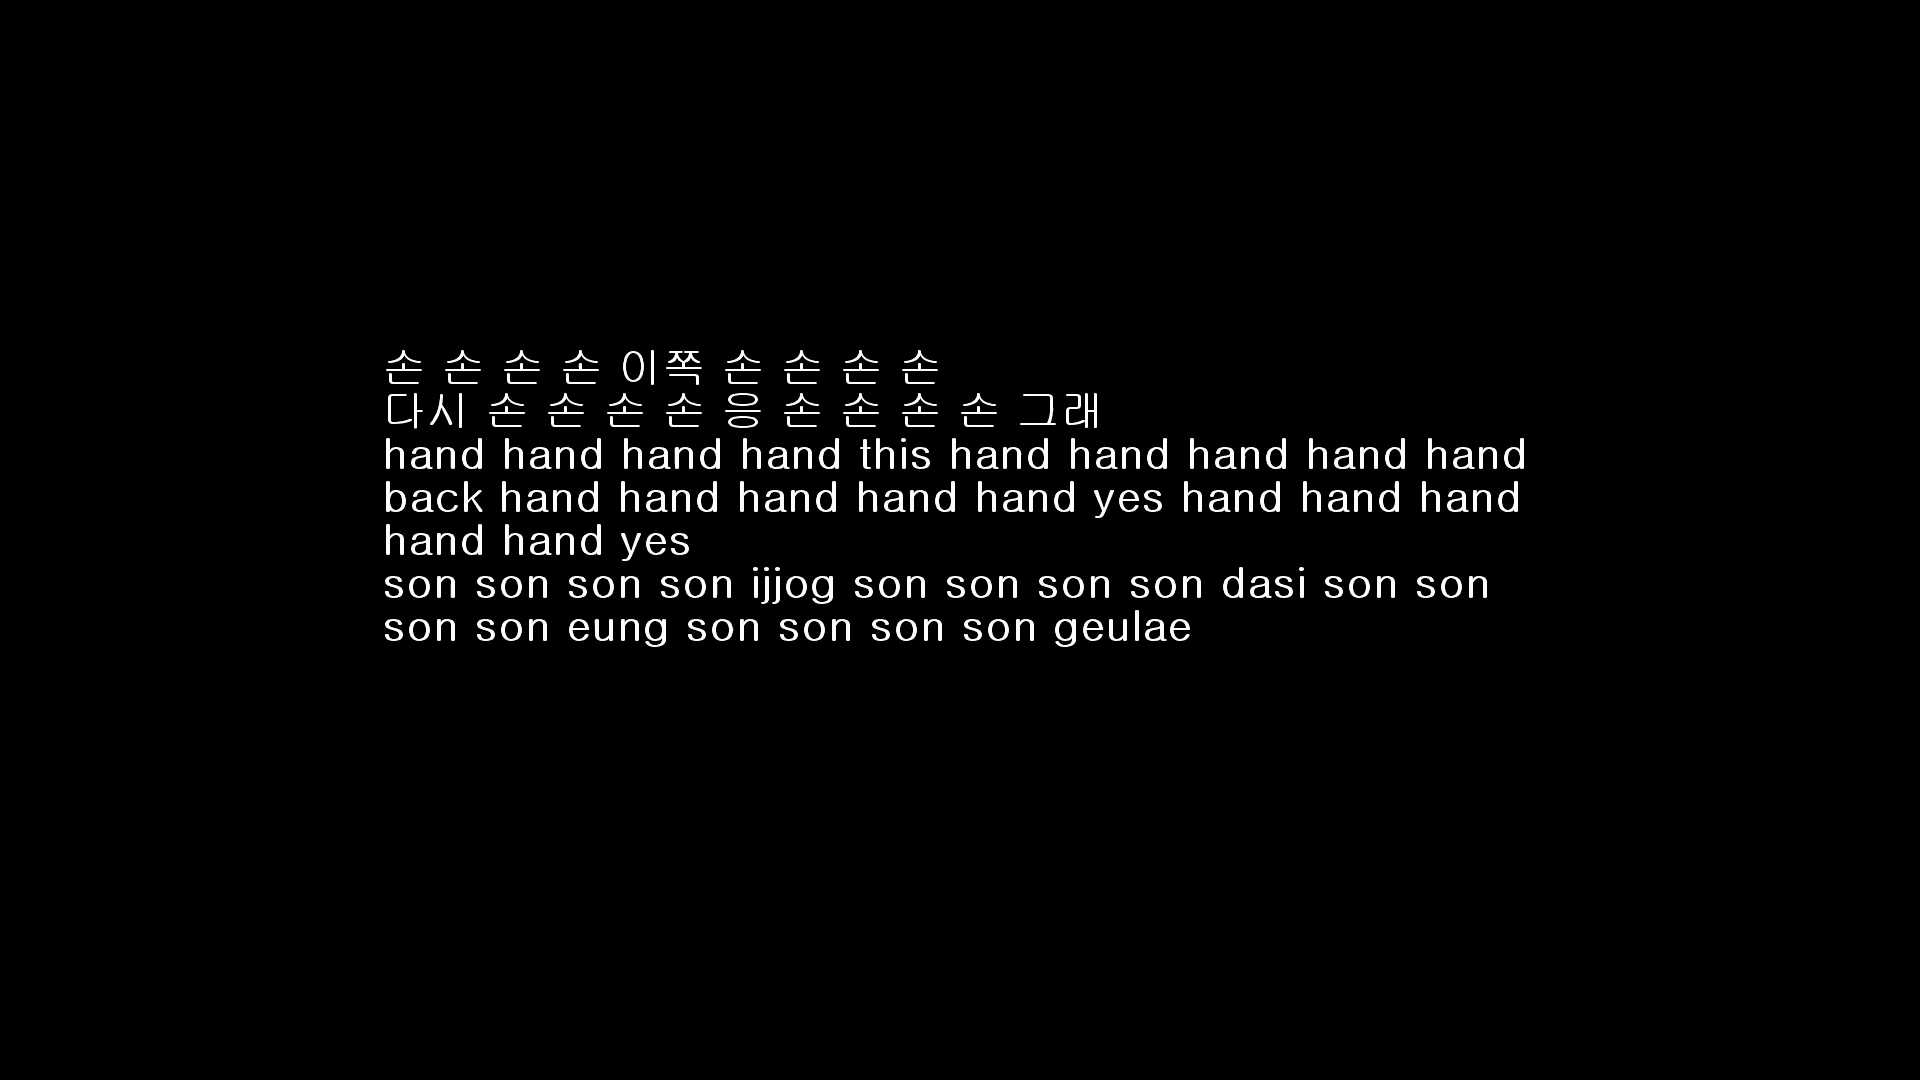 손 손 손 손 이쪽 손 손 손 손
다시 손 손 손 손 응 손 손 손 손 그래
hand hand hand hand this hand hand hand hand hand
back hand hand hand hand hand yes hand hand hand
hand hand yes
son son son son ijjog son son son son dasi son son
son son eung son son son son geulae